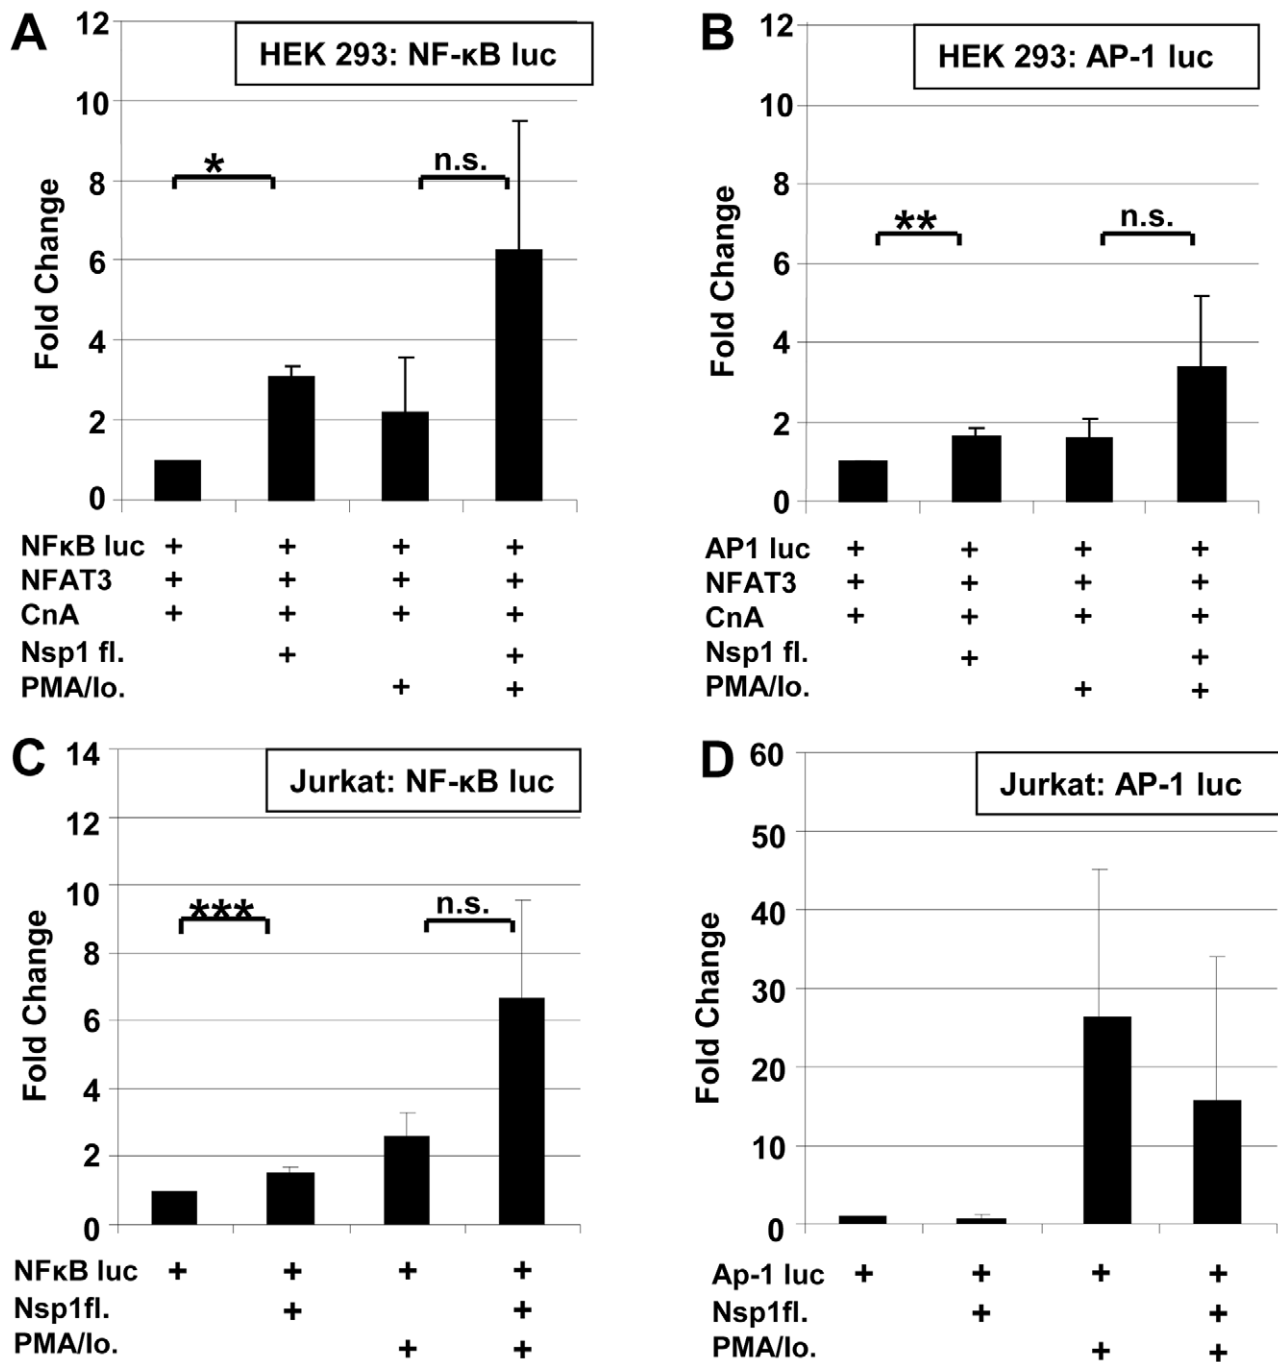 A
HEK 293: NF-κB luc
12
10
8
6
4
2
0
Fold Change
*
n.s.
NFκB luc + + + +
NFAT3 + + + +
CnA + + + +
Nsp1 fl. + +
PMA/Io. + +
B
HEK 293: AP-1 luc
12
10
8
6
4
2
0
Fold Change
**
n.s.
AP1 luc + + + +
NFAT3 + + + +
CnA + + + +
Nsp1 fl. + +
PMA/Io. + +
C
Jurkat: NF-κB luc
14
12
10
8
6
4
2
0
Fold Change
***
n.s.
NFκB luc + + + +
Nsp1fl. + +
PMA/Io. + +
D
Jurkat: AP-1 luc
60
50
40
30
20
10
0
Fold Change
Ap-1 luc + + + +
Nsp1fl. + +
PMA/Io. + +